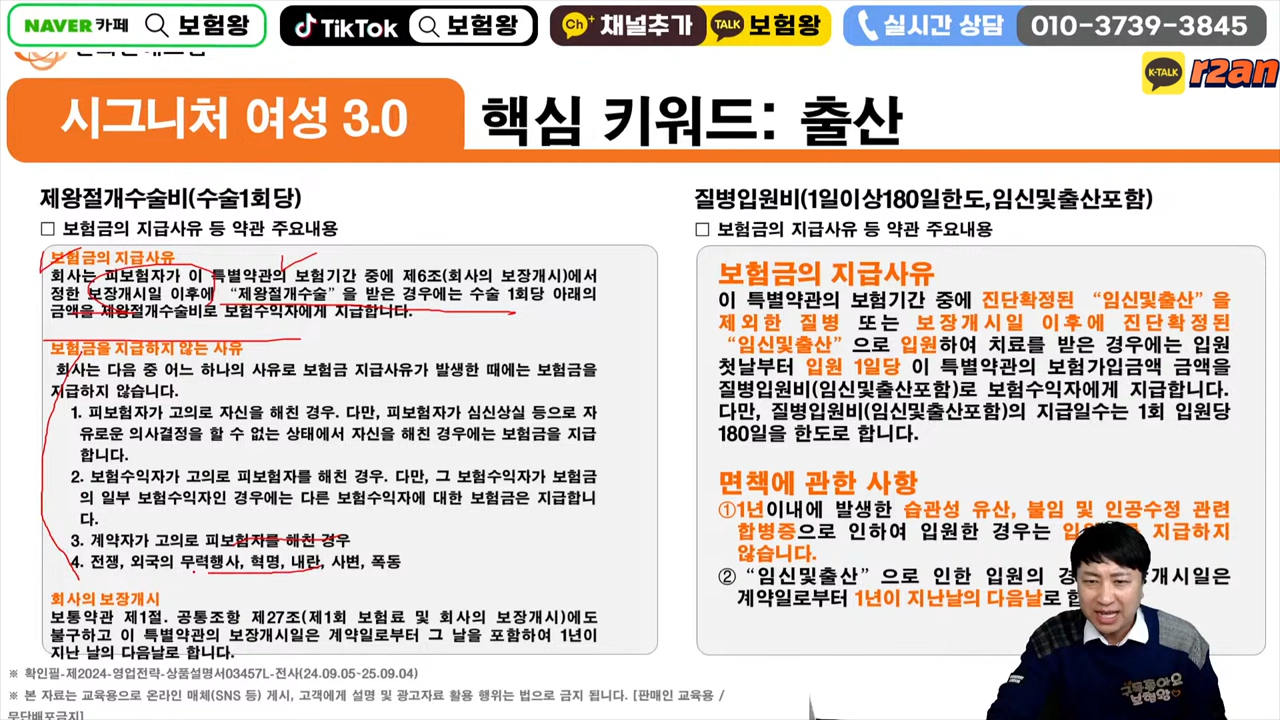 NAVER 카페 보험왕
TikTok 보험왕
Ch+ 채널추가 TALK 보험왕
실시간 상담 010-3739-3845
K-TALK r2an
시그니처 여성 3.0
핵심 키워드: 출산
제왕절개수술비(수술1회당)
□ 보험금의 지급사유 등 약관 주요내용
보험금의 지급사유
회사는 피보험자가 이 특별약관의 보험기간 중에 제6조(회사의 보장개시)에서
정한 보장개시일 이후에 “제왕절개수술”을 받은 경우에는 수술 1회당 아래의
금액을 제왕절개수술비로 보험수익자에게 지급합니다.
보험금을 지급하지 않는 사유
회사는 다음 중 어느 하나의 사유로 보험금 지급사유가 발생한 때에는 보험금을
지급하지 않습니다.
1. 피보험자가 고의로 자신을 해친 경우. 다만, 피보험자가 심신상실 등으로 자
유로운 의사결정을 할 수 없는 상태에서 자신을 해친 경우에는 보험금을 지급
합니다.
2. 보험수익자가 고의로 피보험자를 해친 경우. 다만, 그 보험수익자가 보험금
의 일부 보험수익자인 경우에는 다른 보험수익자에 대한 보험금은 지급합니
다.
3. 계약자가 고의로 피보험자를 해친 경우
4. 전쟁, 외국의 무력행사, 혁명, 내란, 사변, 폭동
회사의 보장개시
보통약관 제1절. 공통조항 제27조(제1회 보험료 및 회사의 보장개시)에도
불구하고 이 특별약관의 보장개시일은 계약일로부터 그 날을 포함하여 1년이
지난 날의 다음날로 합니다.
질병입원비(1일이상180일한도,임신및출산포함)
□ 보험금의 지급사유 등 약관 주요내용
보험금의 지급사유
이 특별약관의 보험기간 중에 진단확정된 “임신및출산”을
제외한 질병 또는 보장개시일 이후에 진단확정된
“임신및출산”으로 입원하여 치료를 받은 경우에는 입원
첫날부터 입원 1일당 이 특별약관의 보험가입금액 금액을
질병입원비(임신및출산포함)로 보험수익자에게 지급합니다.
다만, 질병입원비(임신및출산포함)의 지급일수는 1회 입원당
180일을 한도로 합니다.
면책에 관한 사항
①1년이내에 발생한 습관성 유산, 불임 및 인공수정 관련
합병증으로 인하여 입원한 경우는 지급하지
않습니다.
② “임신및출산”으로 인한 입원의
계약일로부터 1년이 지난날의 다음날로
※ 확인필-제2024-영업전략-상품설명서03457L-전사(24.09.05~25.09.04)
※ 본 자료는 교육용으로 온라인 매체(SNS 등) 게시, 고객에게 설명 및 광고자료 활용 행위는 법으로 금지 됩니다. [판매인 교육용 /
무단배포금지]